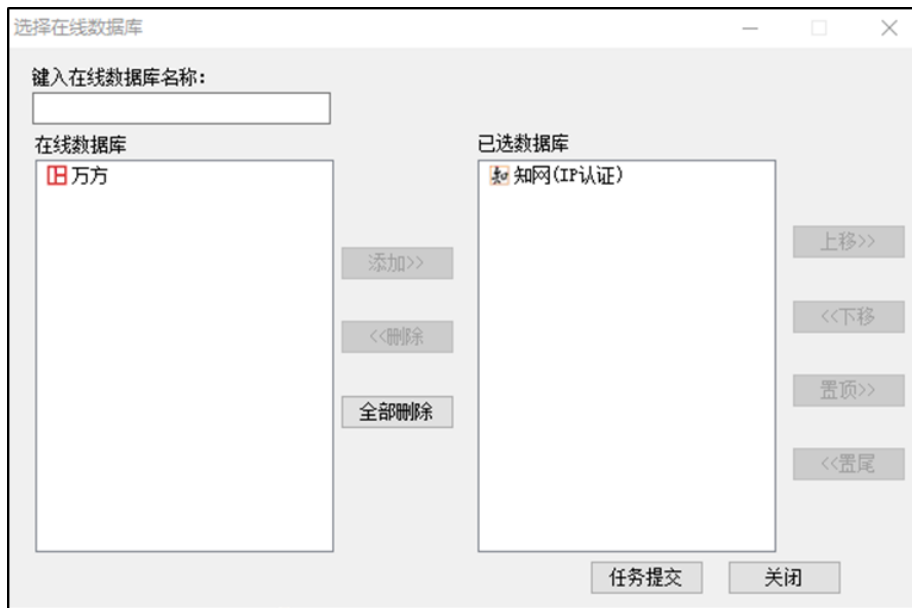 选择在线数据库
键入在线数据库名称:
在线数据库
已选数据库
万方
知 知网(IP认证)
添加>>
<<删除
全部删除
上移>>
<<下移
置顶>>
<<置尾
任务提交
关闭